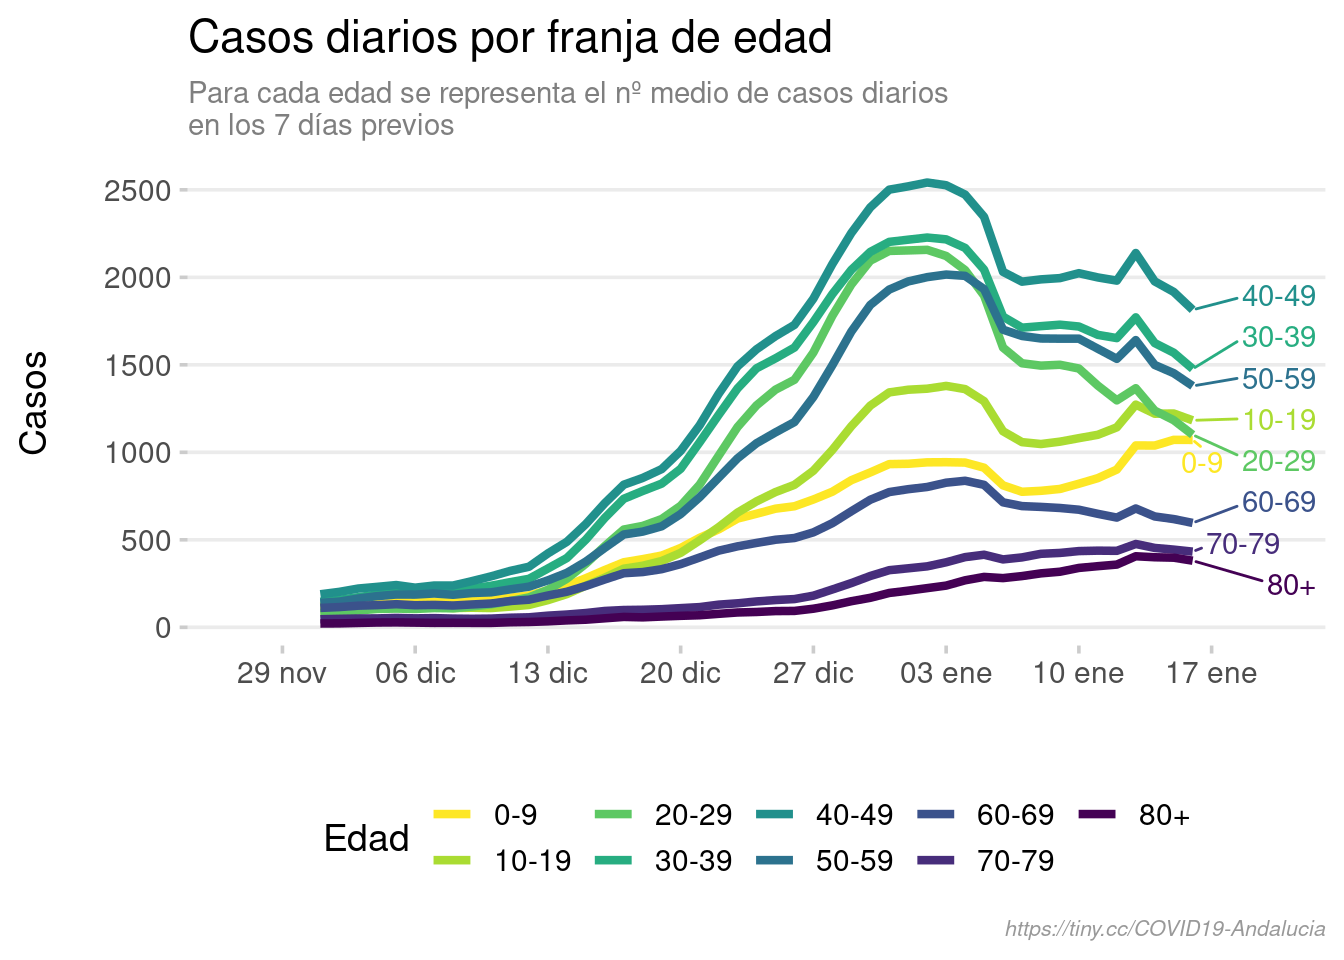 Casos diarios por franja de edad
Para cada edad se representa el nº medio de casos diarios
en los 7 días previos
Casos
2500
2000
1500
1000
500
0
40-49
30-39
50-59
10-19
20-29
0-9
60-69
70-79
80+
29 nov 06 dic 13 dic 20 dic 27 dic 03 ene 10 ene 17 ene
Edad
0-9 20-29 40-49 60-69 80+
10-19 30-39 50-59 70-79
https://tiny.cc/COVID19-Andalucia